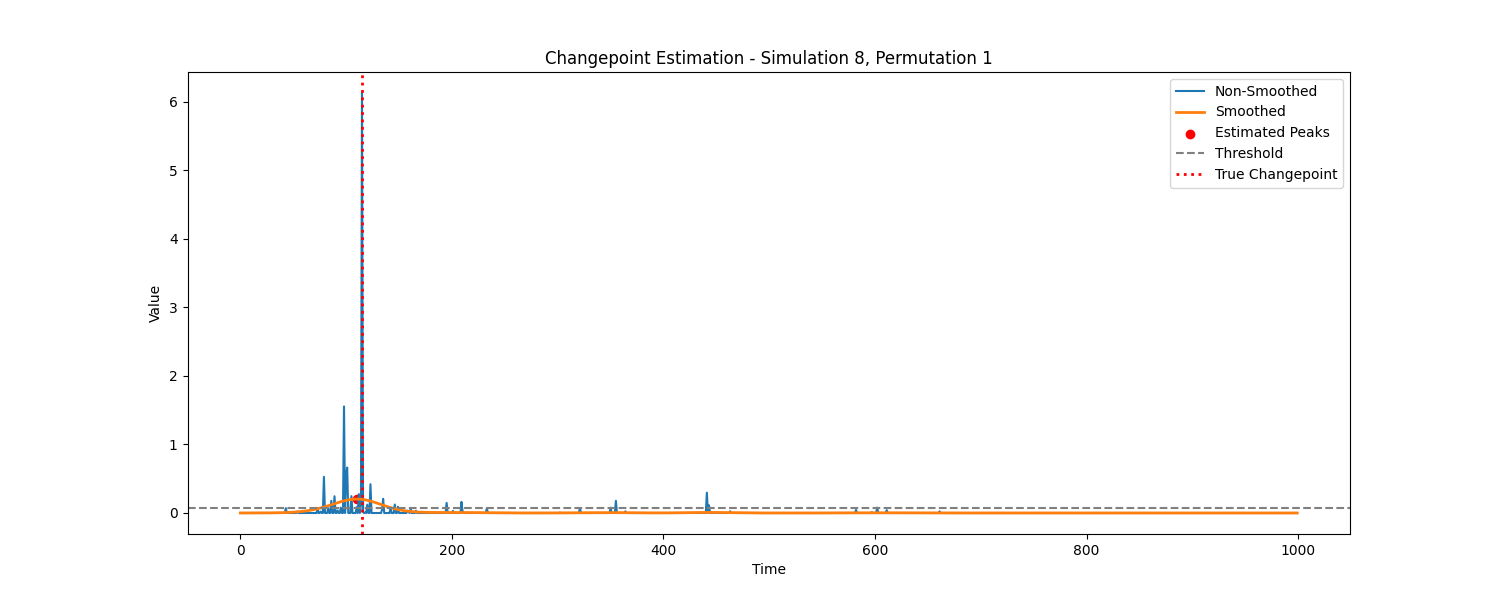 Changepoint Estimation - Simulation 8, Permutation 1
Non-Smoothed
Smoothed
Estimated Peaks
Threshold
True Changepoint
6
5
4
3
2
1
0
Value
0 200 400 600 800 1000
Time